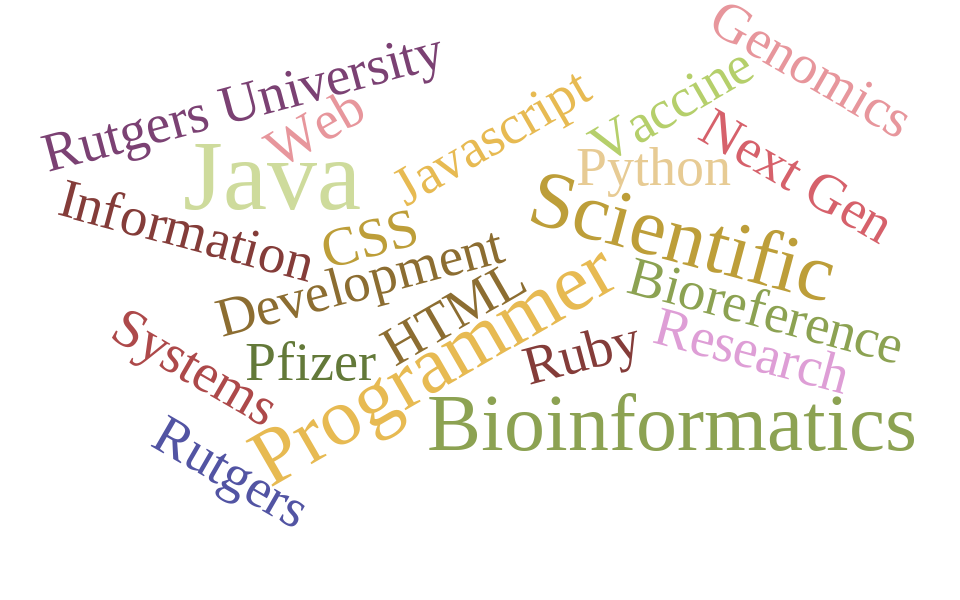 Genomics
Rutgers University
Web
Javascript
Vaccine
Java
Python
Next Gen
Information
CSS
Scientific
Development
HTML
Bioreference
Systems
Pfizer
Programmer
Ruby
Research
Bioinformatics
Rutgers